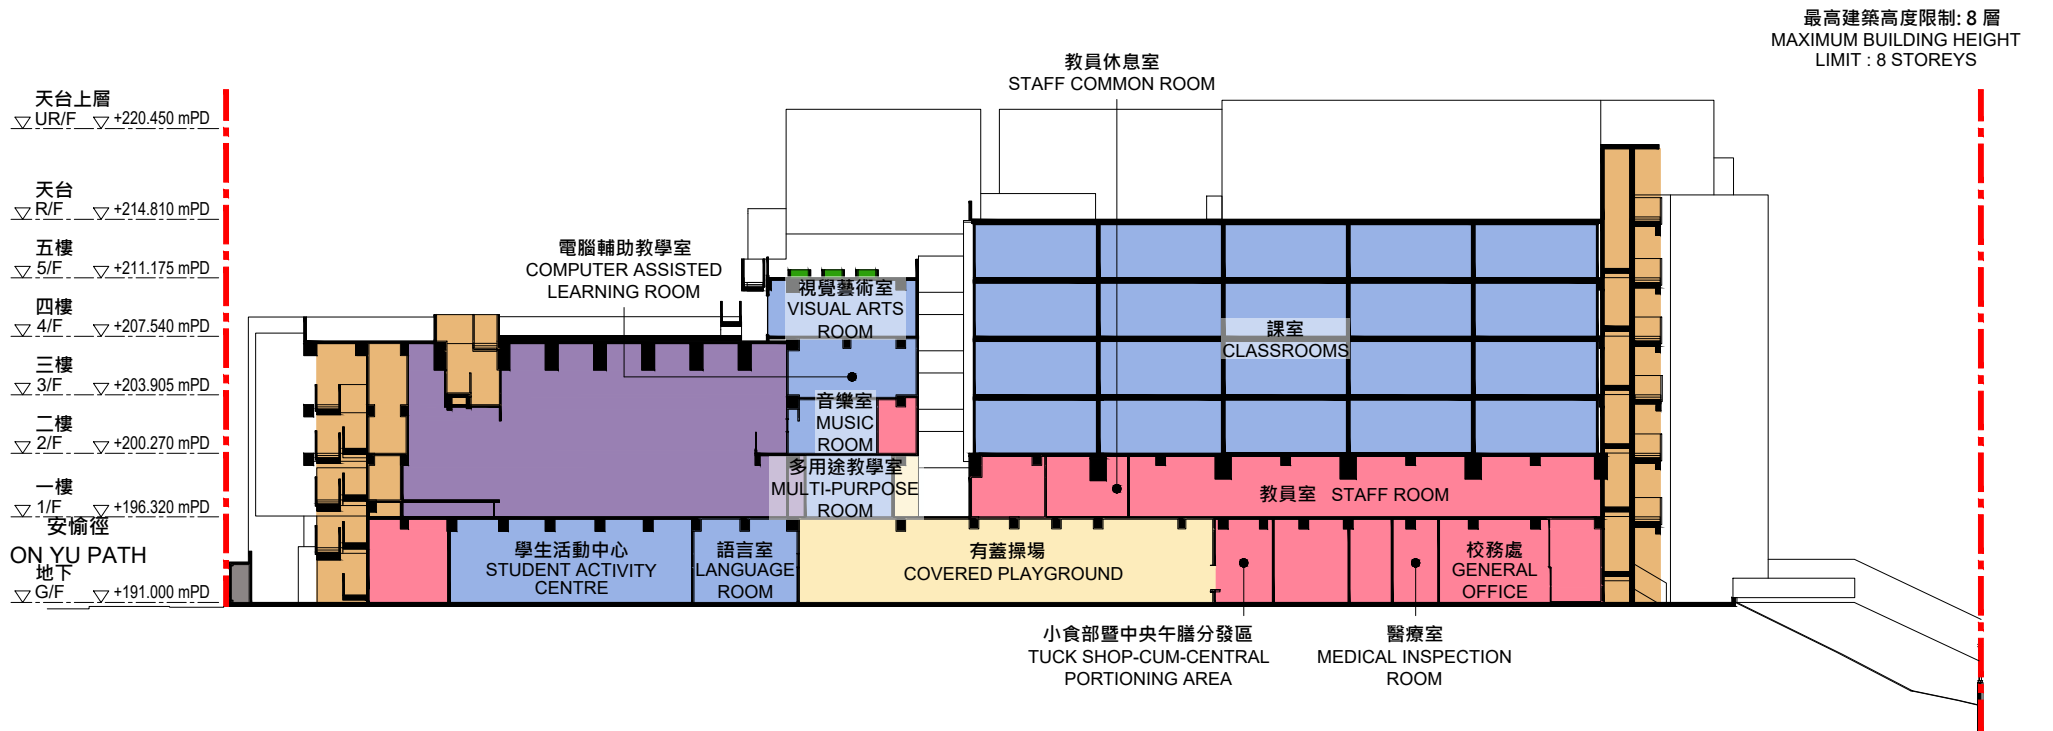 最高建築高度限制: 8 層
MAXIMUM BUILDING HEIGHT
LIMIT : 8 STOREYS
教員休息室
STAFF COMMON ROOM
天台上層
UR/F +220.450 mPD
天台
R/F +214.810 mPD
五樓
5/F +211.175 mPD
四樓
4/F +207.540 mPD
三樓
3/F +203.905 mPD
二樓
2/F +200.270 mPD
一樓
1/F +196.320 mPD
安愉徑
ON YU PATH
地下
G/F +191.000 mPD
電腦輔助教學室
COMPUTER ASSISTED
LEARNING ROOM
視覺藝術室
VISUAL ARTS
ROOM
課室
CLASSROOMS
音樂室
MUSIC
ROOM
多用途教學室
MULTI-PURPOSE
ROOM
教員室 STAFF ROOM
學生活動中心
STUDENT ACTIVITY
CENTRE
語言室
LANGUAGE
ROOM
有蓋操場
COVERED PLAYGROUND
校務處
GENERAL
OFFICE
小食部暨中央午膳分發區
TUCK SHOP-CUM-CENTRAL
PORTIONING AREA
醫療室
MEDICAL INSPECTION
ROOM